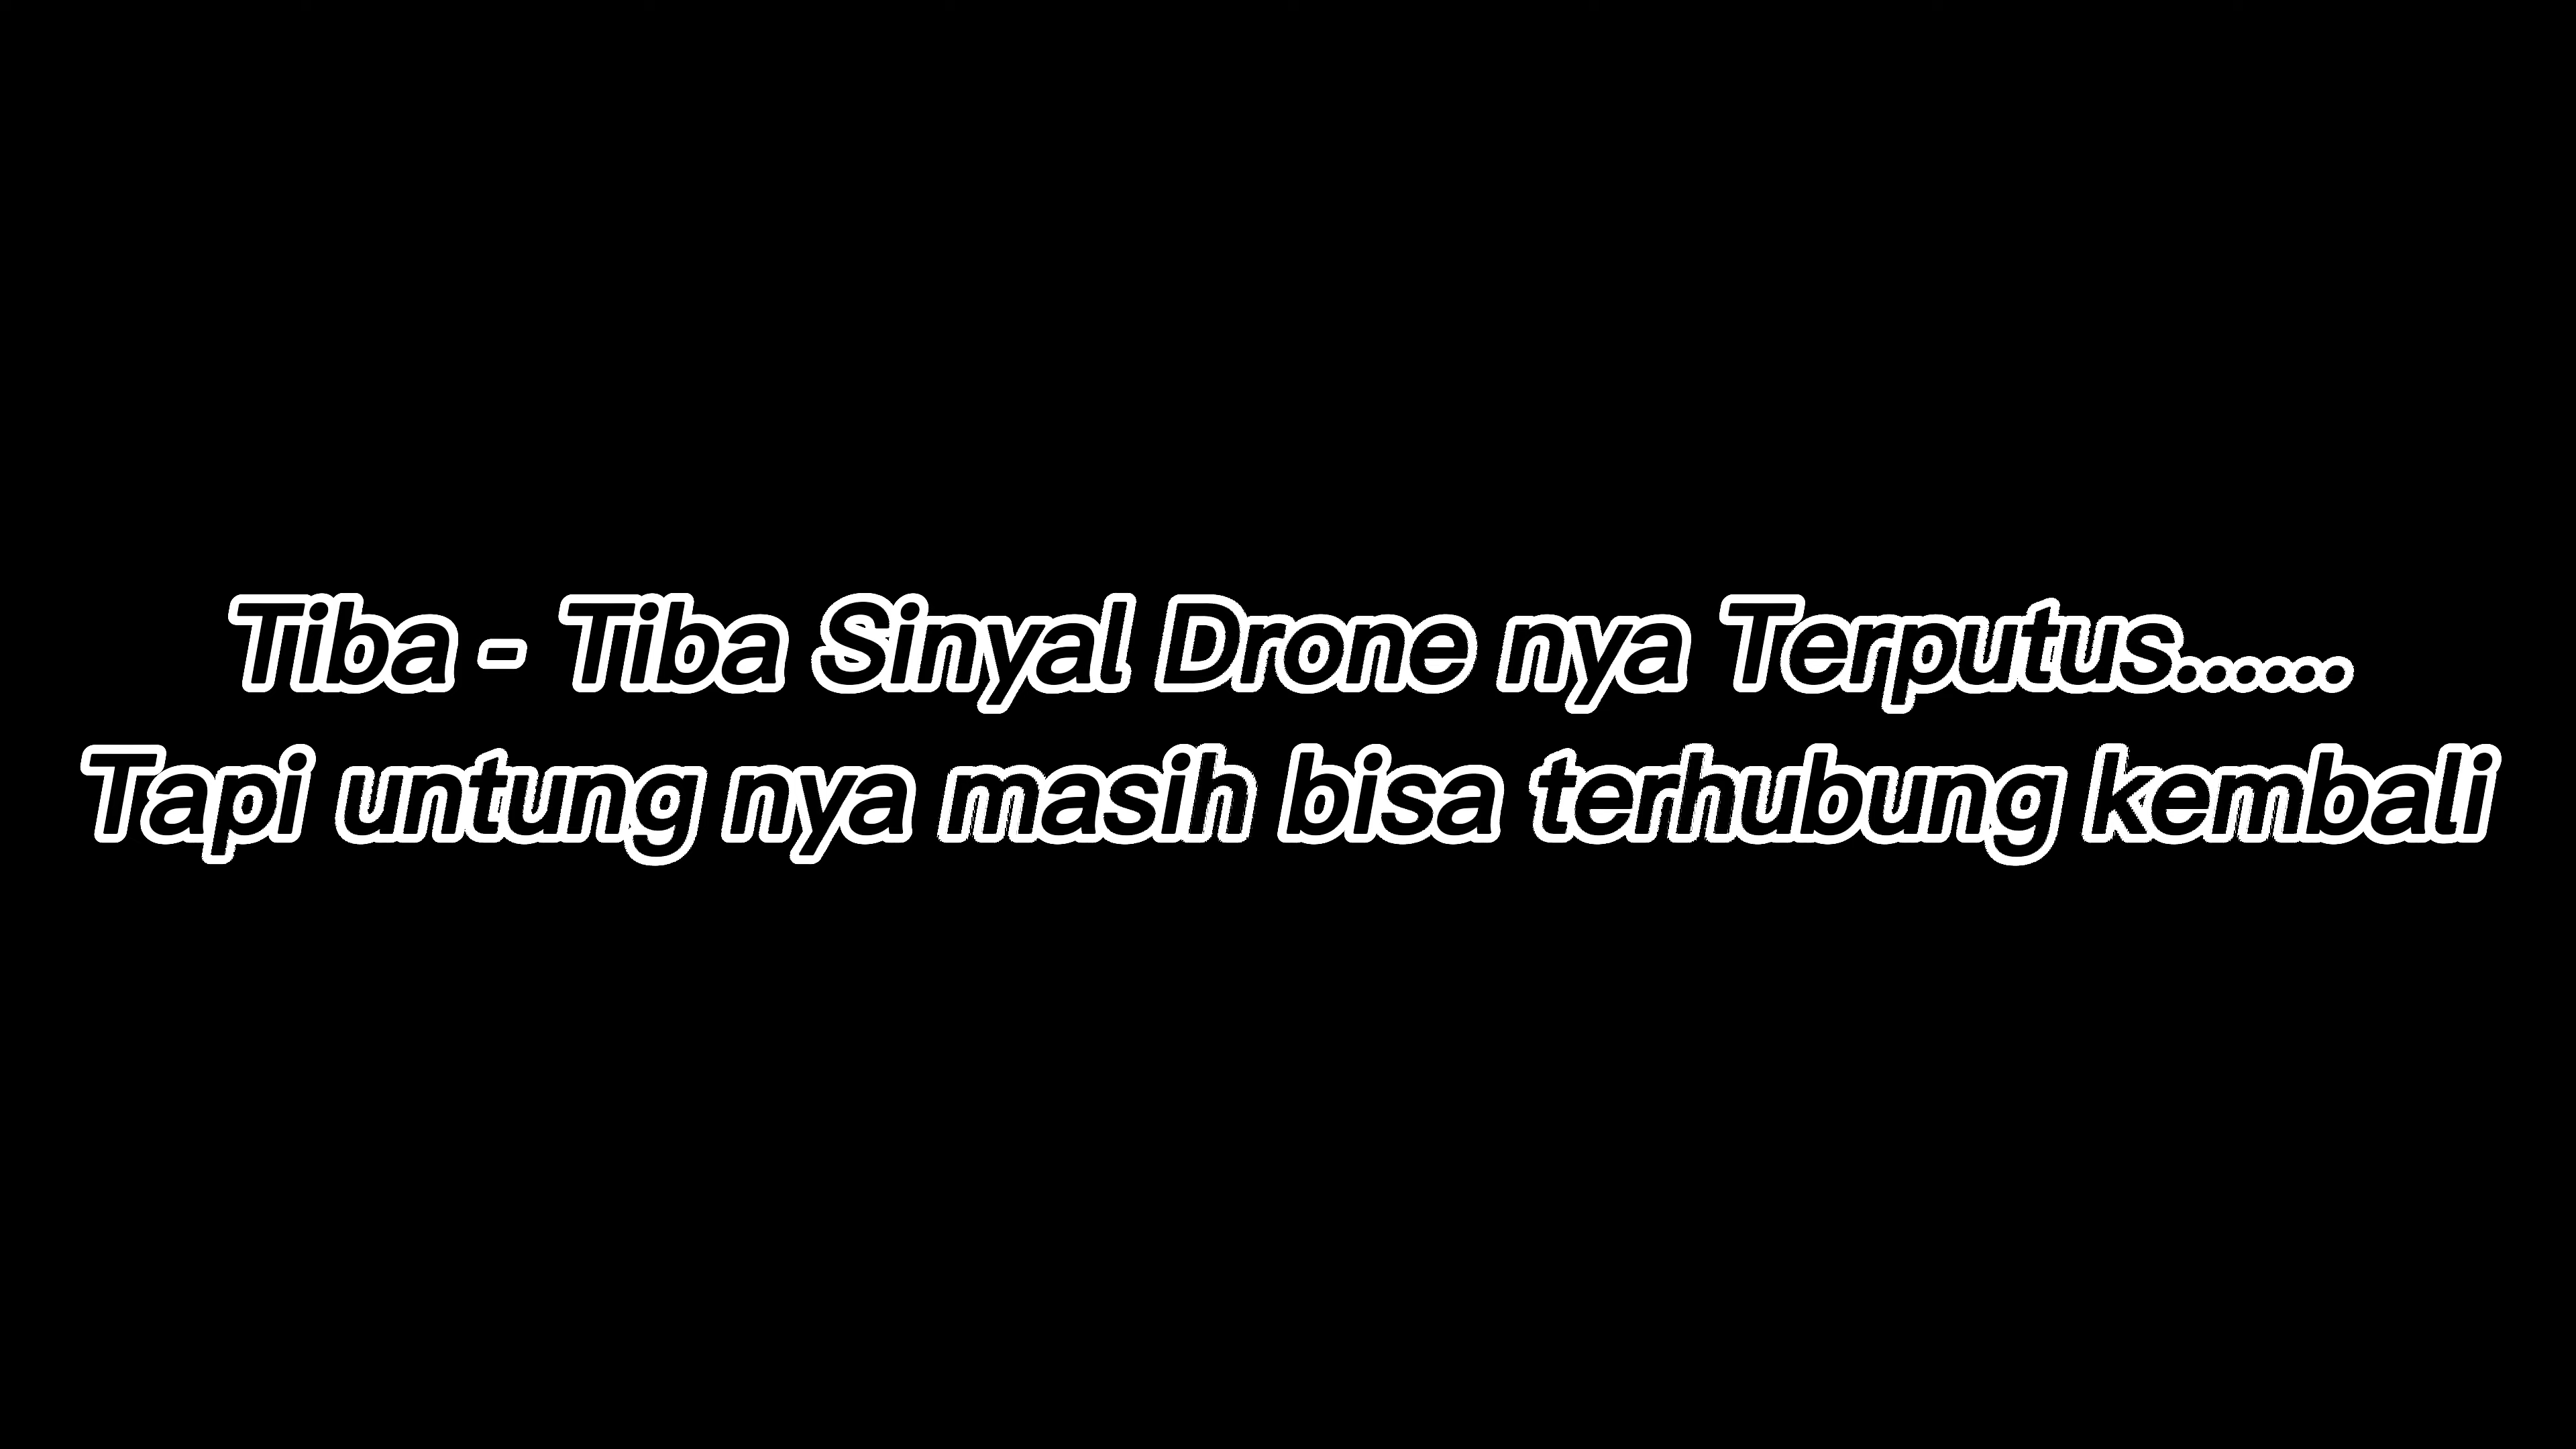 Tiba - Tiba Sinyal Drone nya Terputus......
Tapi untung nya masih bisa terhubung kembali